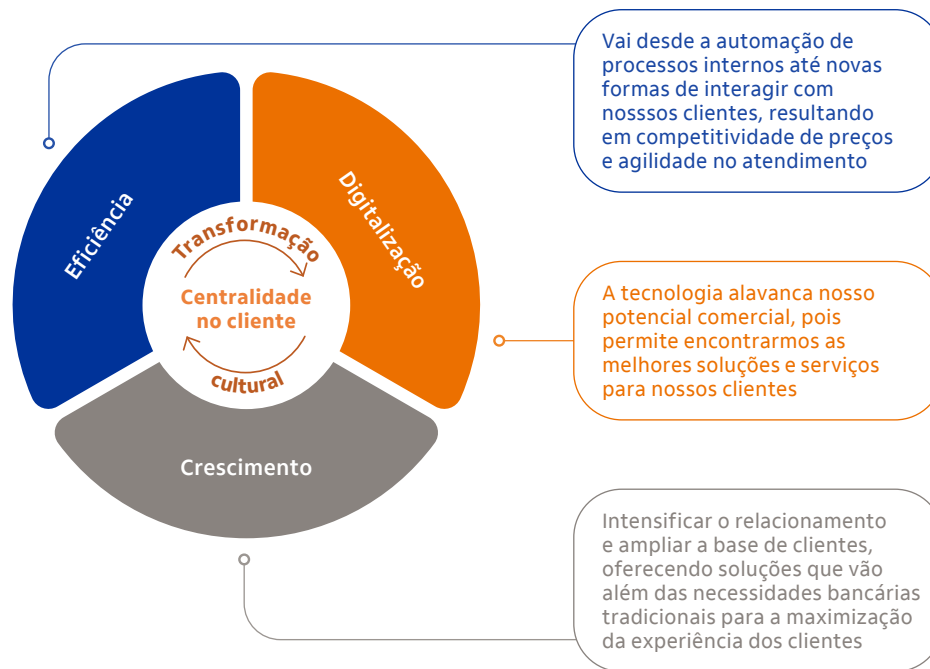 Vai desde a automação de
processos internos até novas
formas de interagir com
nosssos clientes, resultando
em competitividade de preços
e agilidade no atendimento
Eficiência
Digitalização
Transformação
Centralidade
no cliente
cultural
A tecnologia alavanca nosso
potencial comercial, pois
permite encontrarmos as
melhores soluções e serviços
para nossos clientes
Crescimento
Intensificar o relacionamento
e ampliar a base de clientes,
oferecendo soluções que vão
além das necessidades bancárias
tradicionais para a maximização
da experiência dos clientes